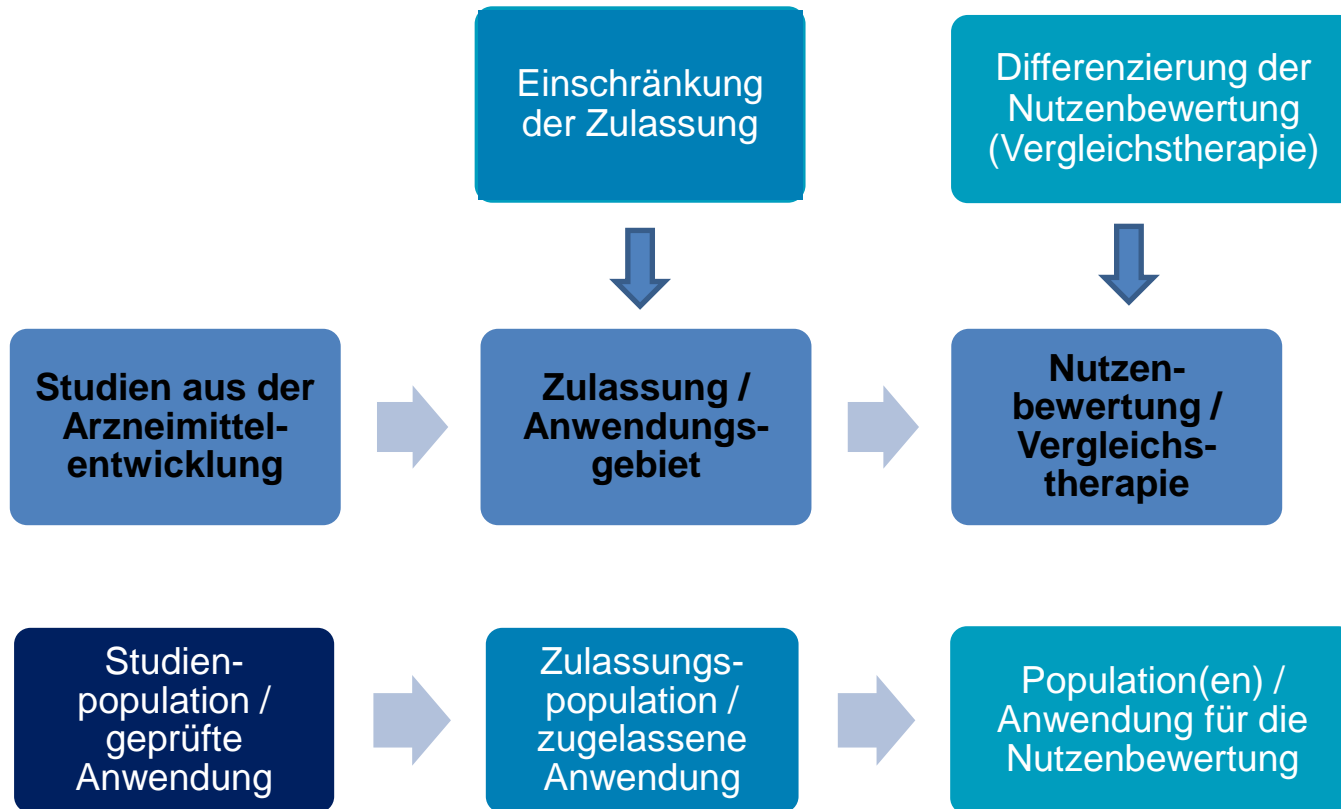 Einschränkung
der Zulassung
Differenzierung der
Nutzenbewertung
(Vergleichstherapie)
Studien aus der
Arzneimittel-
entwicklung
Zulassung /
Anwendungs-
gebiet
Nutzen-
bewertung /
Vergleichs-
therapie
Studien-
population /
geprüfte
Anwendung
Zulassungs-
population /
zugelassene
Anwendung
Population(en) /
Anwendung für die
Nutzenbewertung